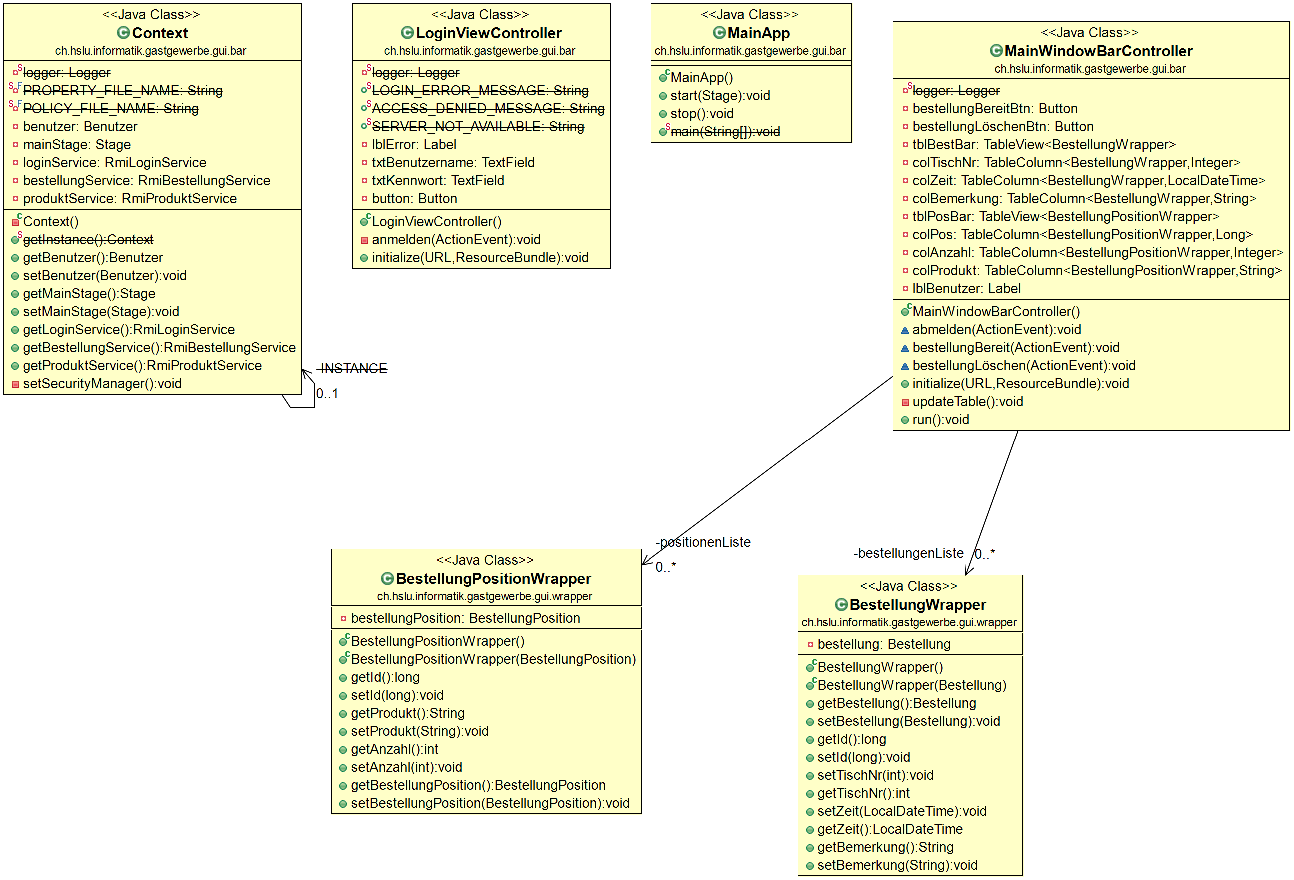 <<Java Class>>
Context
ch.hslu.informatik.gastgewerbe.gui.bar
logger: Logger
PROPERTY_FILE_NAME: String
POLICY_FILE_NAME: String
benutzer: Benutzer
mainStage: Stage
loginService: RmiLoginService
bestellungService: RmiBestellungService
produktService: RmiProduktService
Context()
getInstance():Context
getBenutzer():Benutzer
setBenutzer(Benutzer):void
getMainStage():Stage
setMainStage(Stage):void
getLoginService():RmiLoginService
getBestellungService():RmiBestellungService
getProduktService():RmiProduktService
setSecurityManager():void
-INSTANCE
0..1
<<Java Class>>
LoginViewController
ch.hslu.informatik.gastgewerbe.gui.bar
logger: Logger
LOGIN_ERROR_MESSAGE: String
ACCESS_DENIED_MESSAGE: String
SERVER_NOT_AVAILABLE: String
lblError: Label
txtBenutzername: TextField
txtKennwort: TextField
button: Button
LoginViewController()
anmelden(ActionEvent):void
initialize(URL,ResourceBundle):void
<<Java Class>>
MainApp
ch.hslu.informatik.gastgewerbe.gui.bar
MainApp()
start(Stage):void
stop():void
main(String[]):void
<<Java Class>>
MainWindowBarController
ch.hslu.informatik.gastgewerbe.gui.bar
logger: Logger
bestellungBereitBtn: Button
bestellungLöschenBtn: Button
tblBestBar: TableView<BestellungWrapper>
colTischNr: TableColumn<BestellungWrapper,Integer>
colZeit: TableColumn<BestellungWrapper,LocalDateTime>
colBemerkung: TableColumn<BestellungWrapper,String>
tblPosBar: TableView<BestellungPositionWrapper>
colPos: TableColumn<BestellungPositionWrapper,Long>
colAnzahl: TableColumn<BestellungPositionWrapper,Integer>
colProdukt: TableColumn<BestellungPositionWrapper,String>
lblBenutzer: Label
MainWindowBarController()
abmelden(ActionEvent):void
bestellungBereit(ActionEvent):void
bestellungLöschen(ActionEvent):void
initialize(URL,ResourceBundle):void
updateTable():void
run():void
-positionenListe
0..*
-bestellungenListe
0..*
<<Java Class>>
BestellungPositionWrapper
ch.hslu.informatik.gastgewerbe.gui.wrapper
bestellungPosition: BestellungPosition
BestellungPositionWrapper()
BestellungPositionWrapper(BestellungPosition)
getId():long
setId(long):void
getProdukt():String
setProdukt(String):void
getAnzahl():int
setAnzahl(int):void
getBestellungPosition():BestellungPosition
setBestellungPosition(BestellungPosition):void
<<Java Class>>
BestellungWrapper
ch.hslu.informatik.gastgewerbe.gui.wrapper
bestellung: Bestellung
BestellungWrapper()
BestellungWrapper(Bestellung)
getBestellung():Bestellung
setBestellung(Bestellung):void
getId():long
setId(long):void
setTischNr(int):void
getTischNr():int
setZeit(LocalDateTime):void
getZeit():LocalDateTime
getBemerkung():String
setBemerkung(String):void